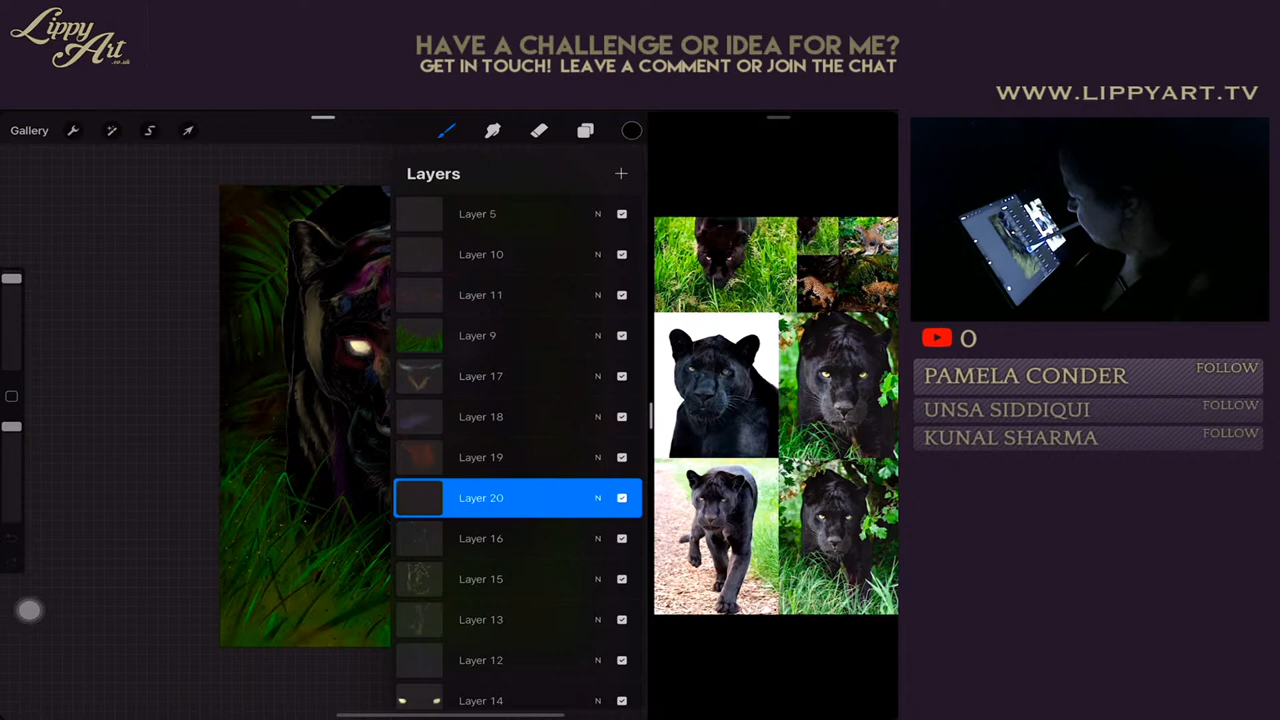 Lippy
Art
.co.uk
HAVE A CHALLENGE OR IDEA FOR ME?
GET IN TOUCH! LEAVE A COMMENT OR JOIN THE CHAT
WWW.LIPPYART.TV
Gallery
Layers
Layer 5 N
Layer 10 N
Layer 11 N
Layer 9 N
Layer 17 N
Layer 18 N
Layer 19 N
Layer 20 N
Layer 16 N
Layer 15 N
Layer 13 N
Layer 12 N
Layer 14 N
0
PAMELA CONDER FOLLOW
UNSA SIDDIQUI FOLLOW
KUNAL SHARMA FOLLOW